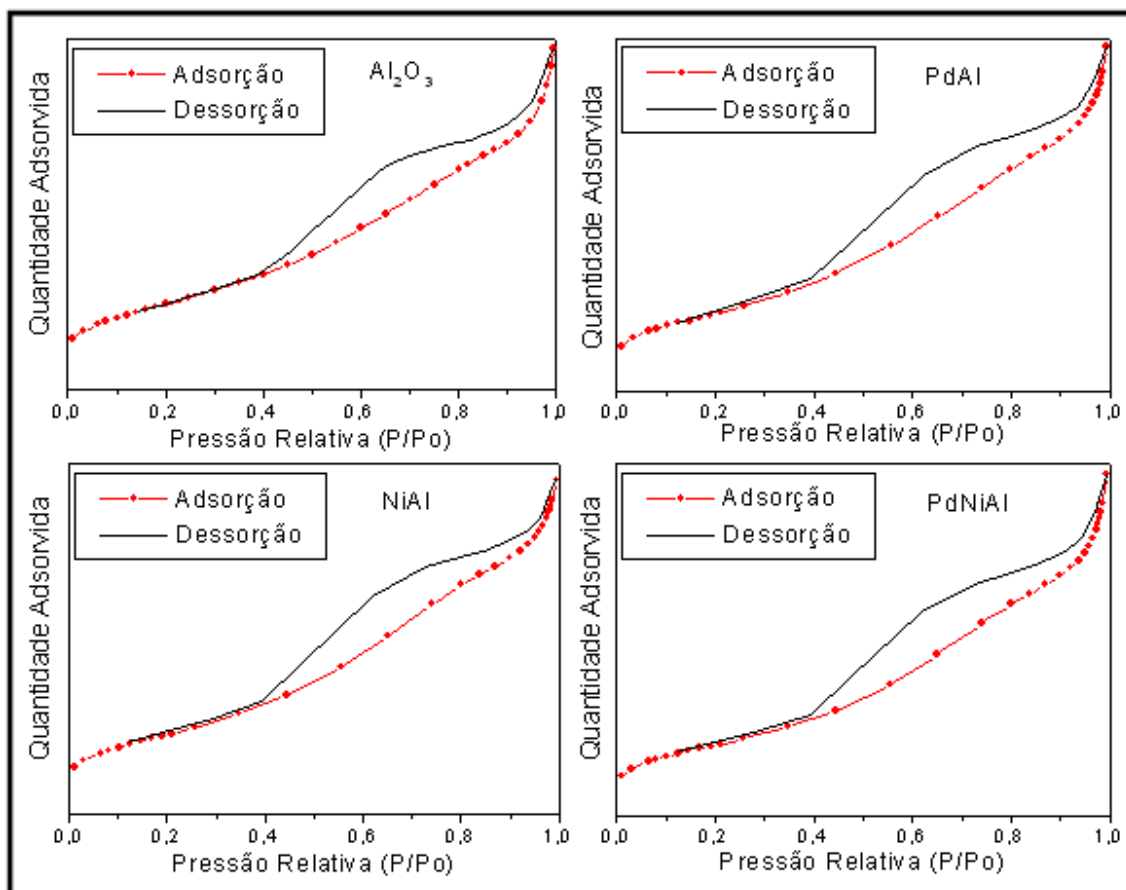 Adsorção
Dessorção
Al₂O₃
Quantidade Adsorvida
0,0 0,2 0,4 0,6 0,8 1,0
Pressão Relativa (P/Po)
Adsorção
Dessorção
PdAl
Quantidade Adsorvida
0,0 0,2 0,4 0,6 0,8 1,0
Pressão Relativa (P/Po)
Adsorção
Dessorção
NiAl
Quantidade Adsorvida
0,0 0,2 0,4 0,6 0,8 1,0
Pressão Relativa (P/Po)
Adsorção
Dessorção
PdNiAl
Quantidade Adsorvida
0,0 0,2 0,4 0,6 0,8 1,0
Pressão Relativa (P/Po)